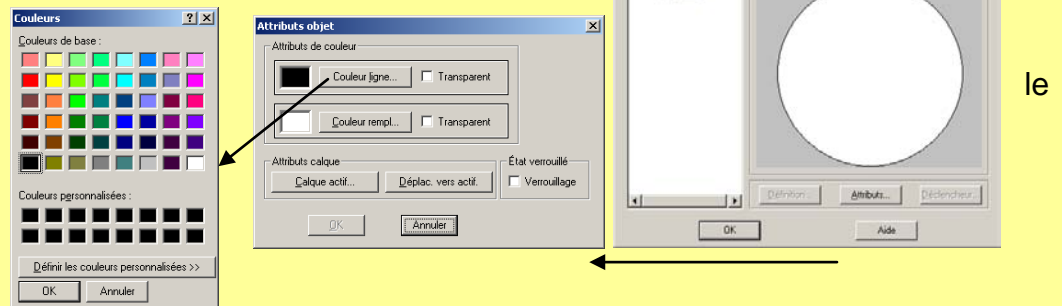 Couleurs
Couleurs de base :
Couleurs personnalisées :
Définir les couleurs personnalisées >>
OK
Annuler
Attributs objet
Attributs de couleur
Couleur ligne...
Transparent
Couleur rempl...
Transparent
Attributs calque
Calque actif...
Déplac. vers actif.
État verrouillé
Verrouillage
OK
Annuler
Définition...
Attributs...
Déclencheur...
OK
Aide
le